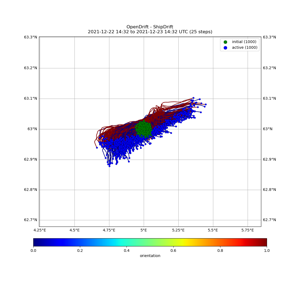 OpenDrift - ShipDrift
2021-12-22 14:32 to 2021-12-23 14:32 UTC (25 steps)
63.3°N 63.3°N
initial (1000)
active (1000)
63.2°N 63.2°N
63.1°N 63.1°N
63°N 63°N
62.9°N 62.9°N
62.8°N 62.8°N
62.7°N 62.7°N
4.25°E 4.5°E 4.75°E 5°E 5.25°E 5.5°E 5.75°E
0.0 0.2 0.4 0.6 0.8 1.0
orientation